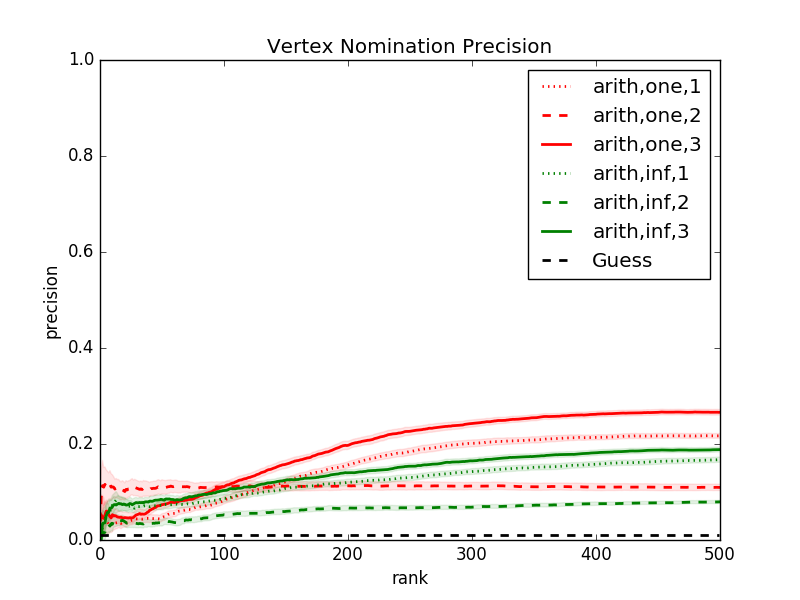 Vertex Nomination Precision
1.0
0.8
0.6
0.4
0.2
0.0
precision
arith,one,1
arith,one,2
arith,one,3
arith,inf,1
arith,inf,2
arith,inf,3
Guess
0 100 200 300 400 500
rank